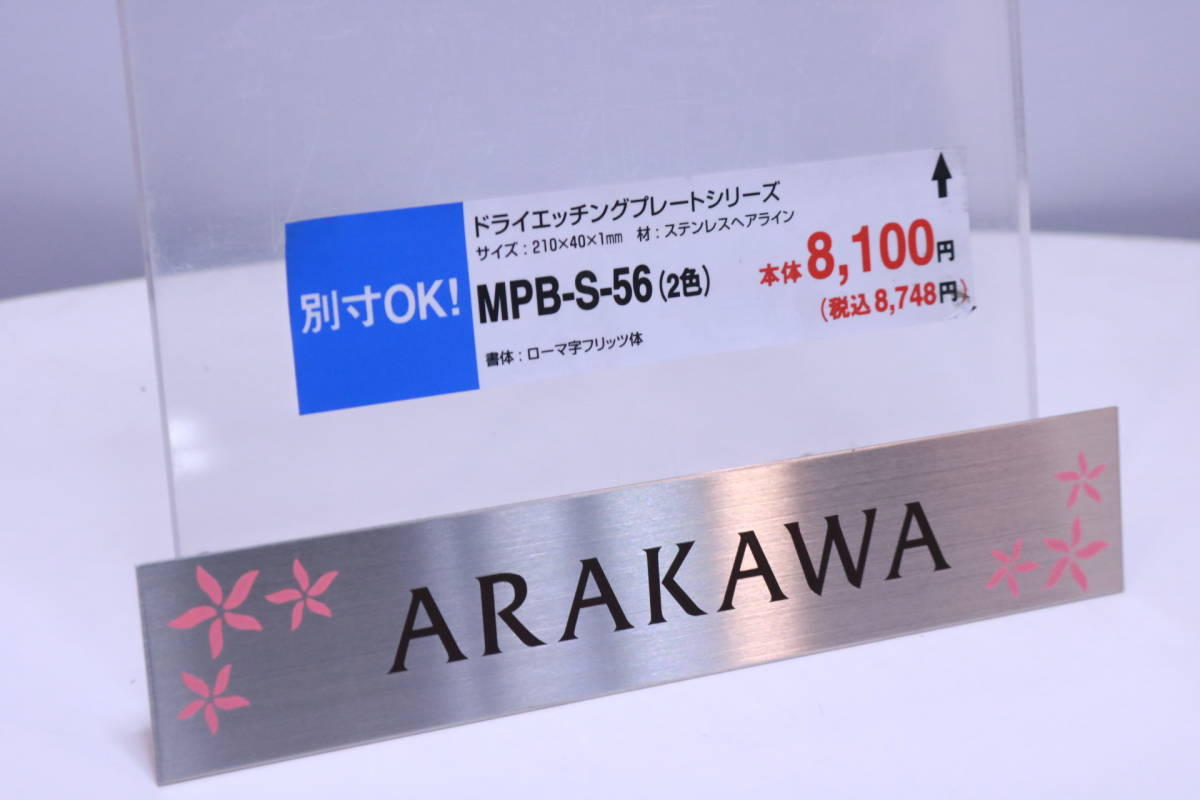 別寸OK!
ドライエッチングプレートシリーズ
サイズ：210×40×1mm 材：ステンレスヘアライン
MPB-S-56(2色)
本体8,100円
(税込8,748円)
書体：ローマ字フリッツ体
ARAKAWA